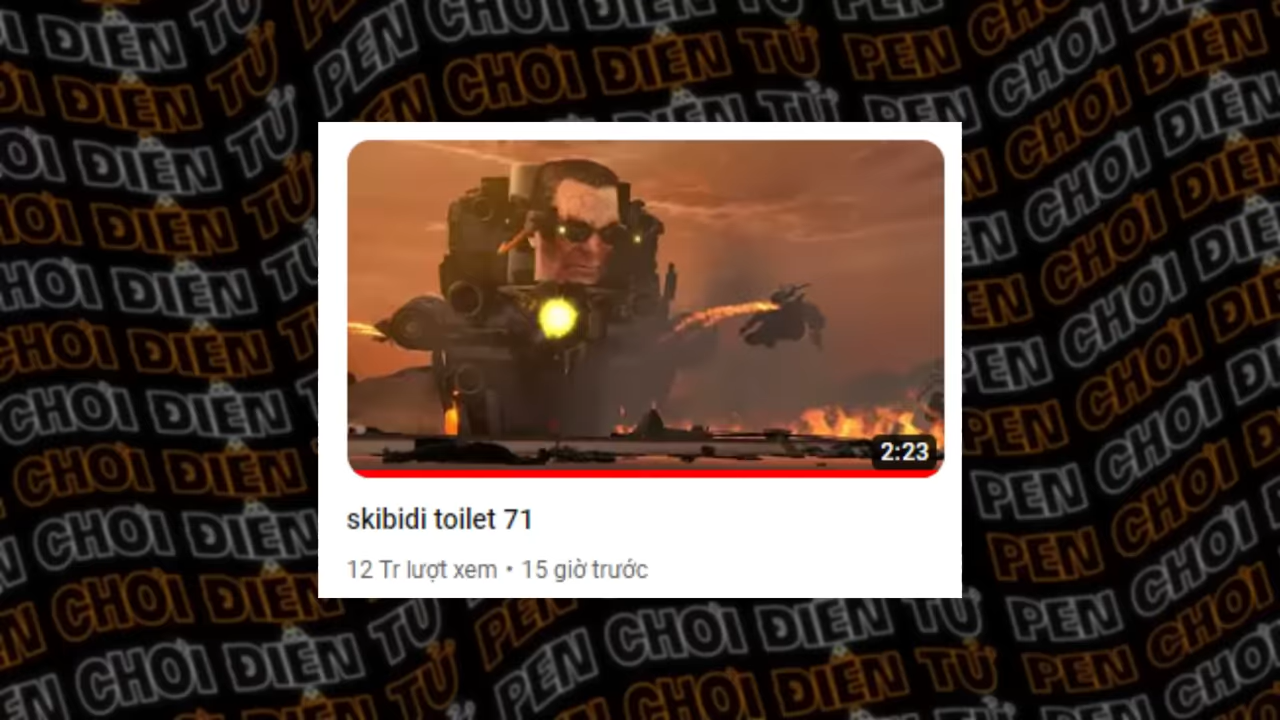 PEN CHƠI ĐIỆN TỬ
2:23
skibidi toilet 71
12 Tr lượt xem • 15 giờ trước